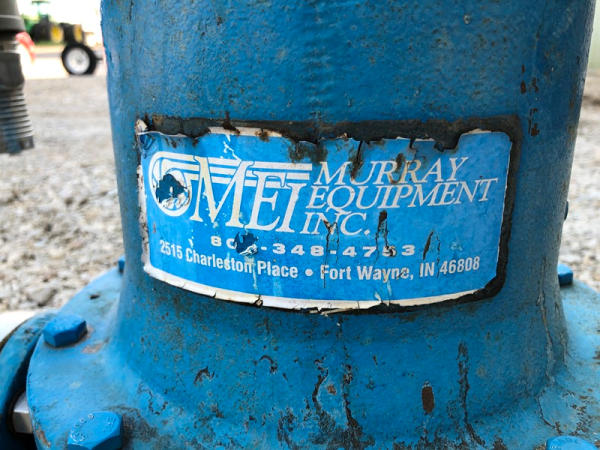 MEI
MURRAY
EQUIPMENT
INC.
2515 Charleston Place • Fort Wayne, IN 46808